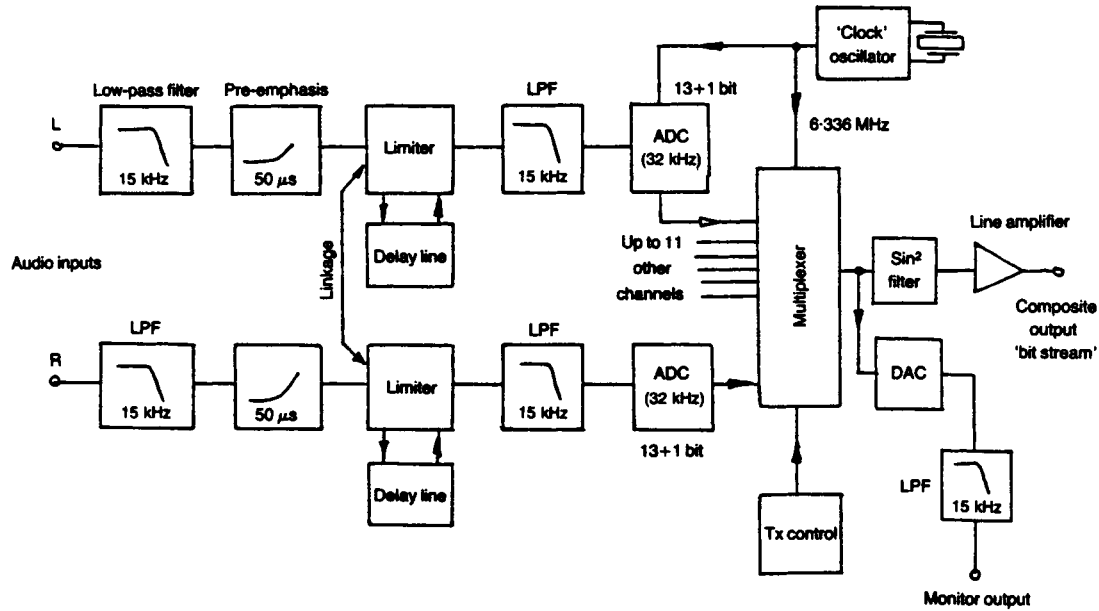 'Clock'
oscillator
Low-pass filter
Pre-emphasis
LPF
13+1 bit
6·336 MHz
L
15 kHz
50 μs
Limiter
15 kHz
ADC
(32 kHz)
Delay line
Linkage
Audio inputs
Up to 11
other
channels
Multiplexer
Line amplifier
Sin²
filter
Composite
output
'bit stream'
DAC
R
LPF
15 kHz
50 μs
Limiter
LPF
15 kHz
ADC
(32 kHz)
13+1 bit
Delay line
Tx control
LPF
15 kHz
Monitor output